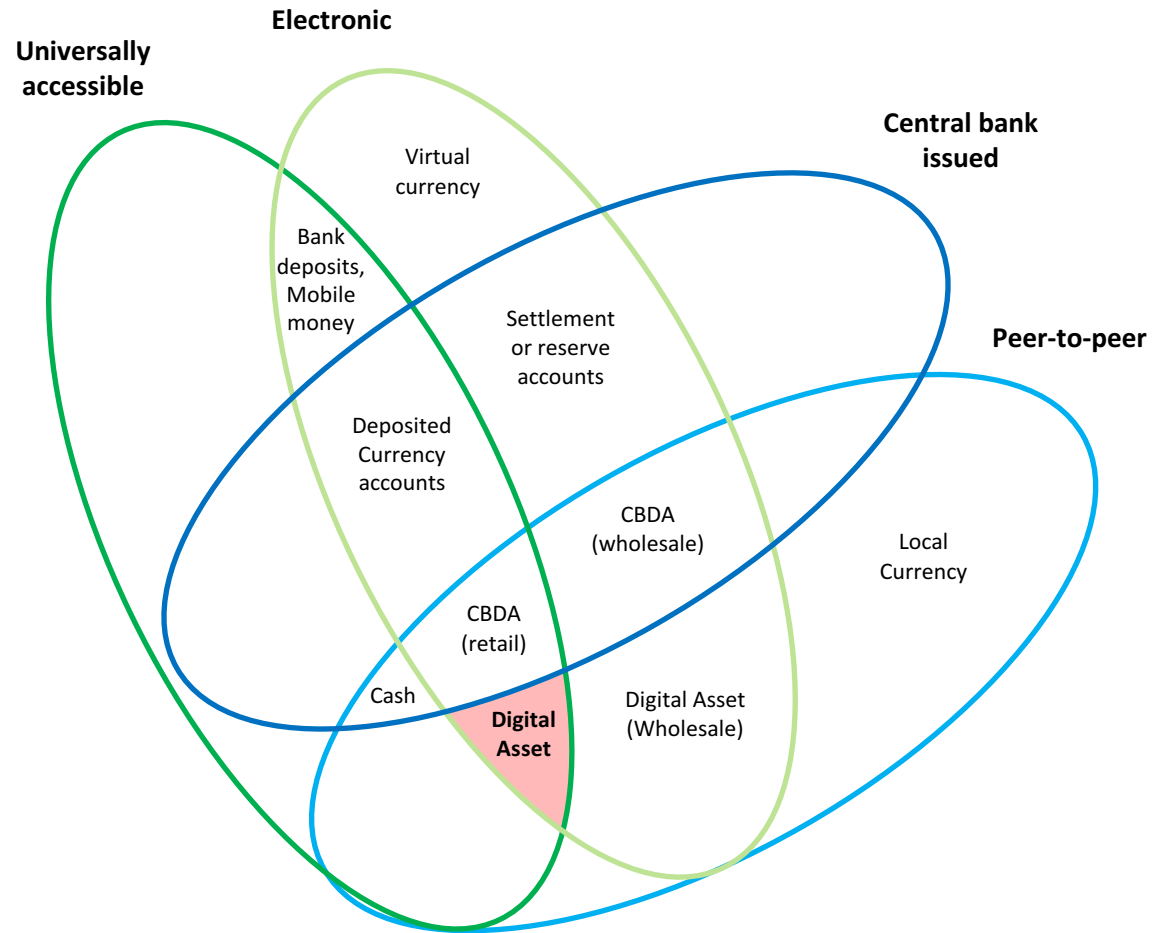 Electronic
Universally
accessible
Central bank
issued
Virtual
currency
Bank
deposits,
Mobile
money
Settlement
or reserve
accounts
Peer-to-peer
Deposited
Currency
accounts
CBDA
(wholesale)
Local
Currency
CBDA
(retail)
Cash
Digital Asset
(Wholesale)
Digital
Asset